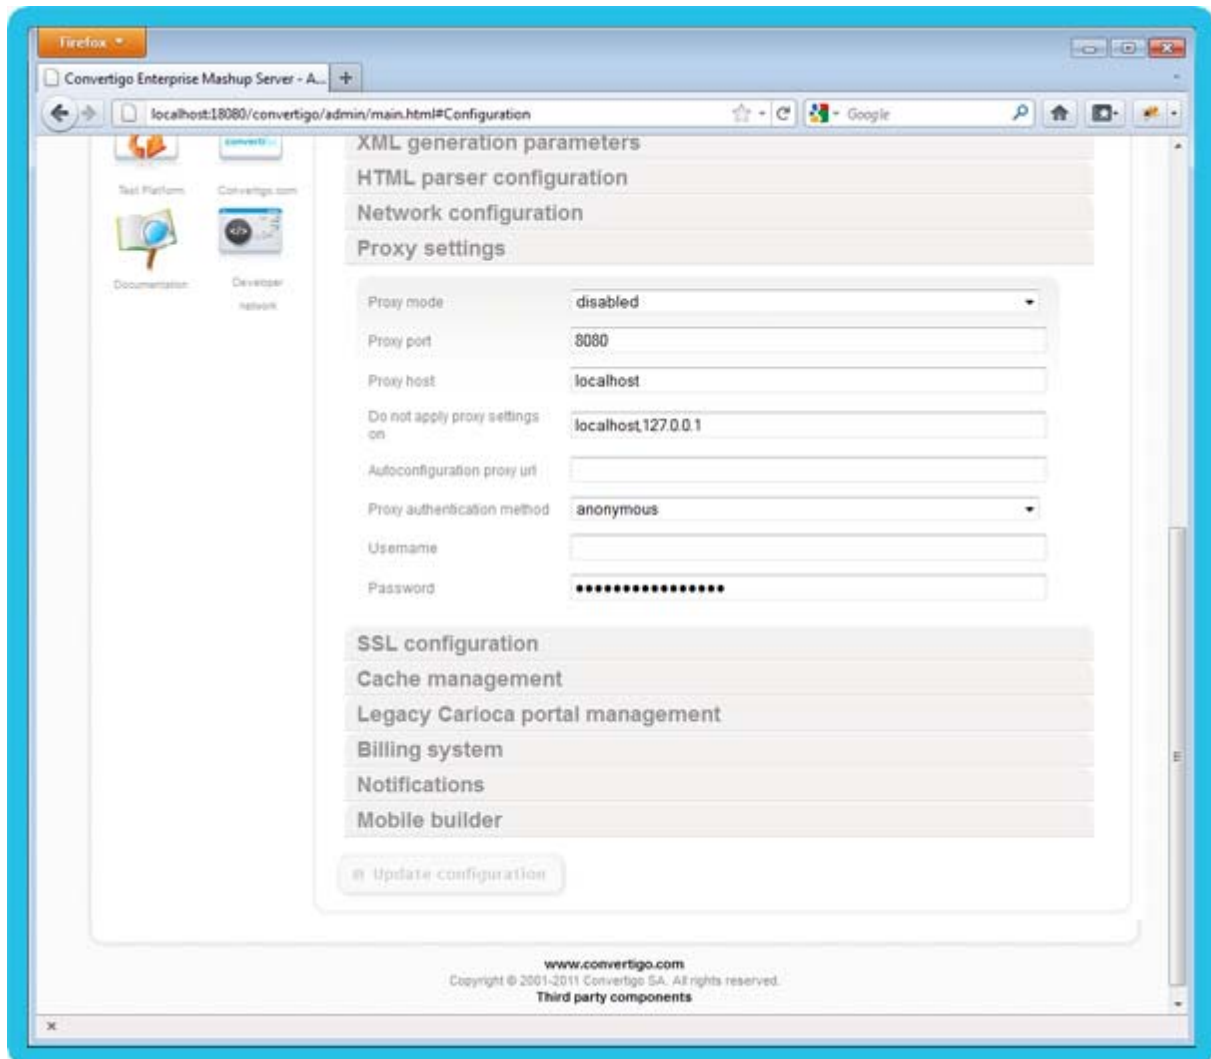 Firefox
Convertigo Enterprise Mashup Server - A...
localhost:18080/convertigo/admin/main.html#Configuration
Google
XML generation parameters
Test Platform
Convertigo.com
HTML parser configuration
Network configuration
Proxy settings
Documentation
Developer
network
Proxy mode
disabled
Proxy port
8080
Proxy host
localhost
Do not apply proxy settings
on
localhost,127.0.0.1
Autoconfiguration proxy url
Proxy authentication method
anonymous
Username
Password
SSL configuration
Cache management
Legacy Carioca portal management
Billing system
Notifications
Mobile builder
Update configuration
www.convertigo.com
Copyright © 2001-2011 Convertigo SA. All rights reserved.
Third party components